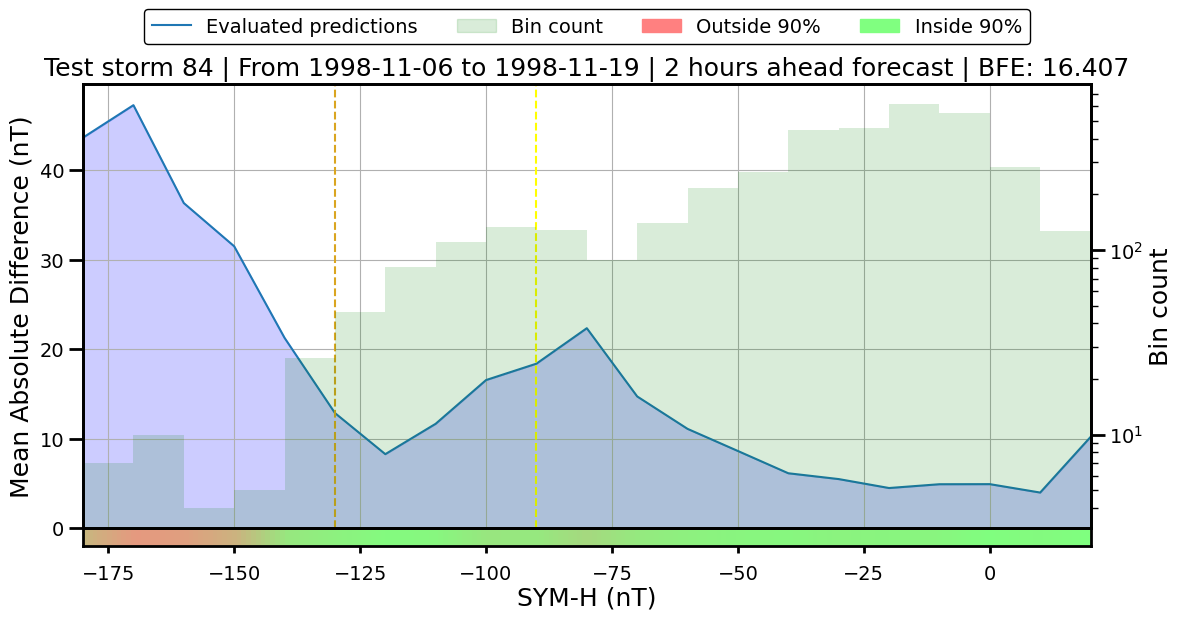 Evaluated predictions Bin count Outside 90% Inside 90%
Test storm 84 | From 1998-11-06 to 1998-11-19 | 2 hours ahead forecast | BFE: 16.407
Mean Absolute Difference (nT)
40
30
20
10
0
10²
10¹
Bin count
−175 −150 −125 −100 −75 −50 −25 0
SYM-H (nT)